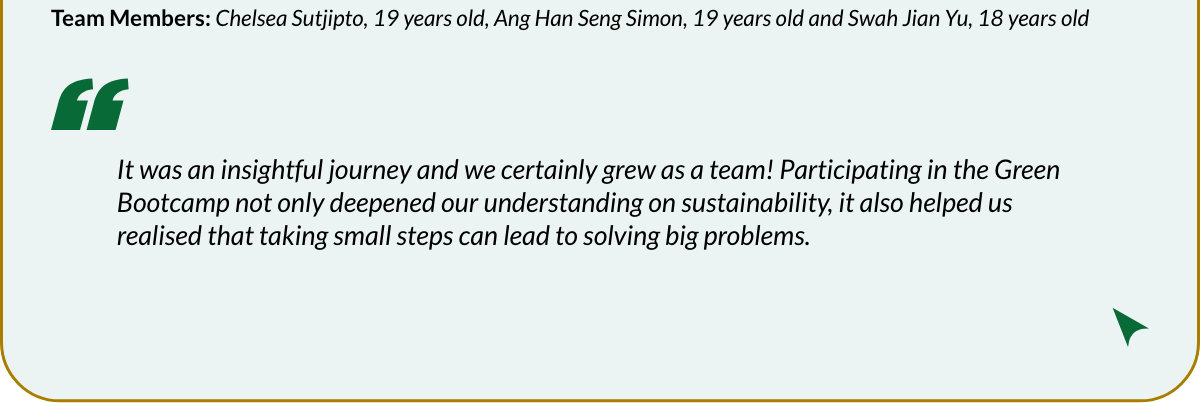 Team Members: Chelsea Sutjipto, 19 years old, Ang Han Seng Simon, 19 years old and Swah Jian Yu, 18 years old
“
It was an insightful journey and we certainly grew as a team! Participating in the Green
Bootcamp not only deepened our understanding on sustainability, it also helped us
realised that taking small steps can lead to solving big problems.